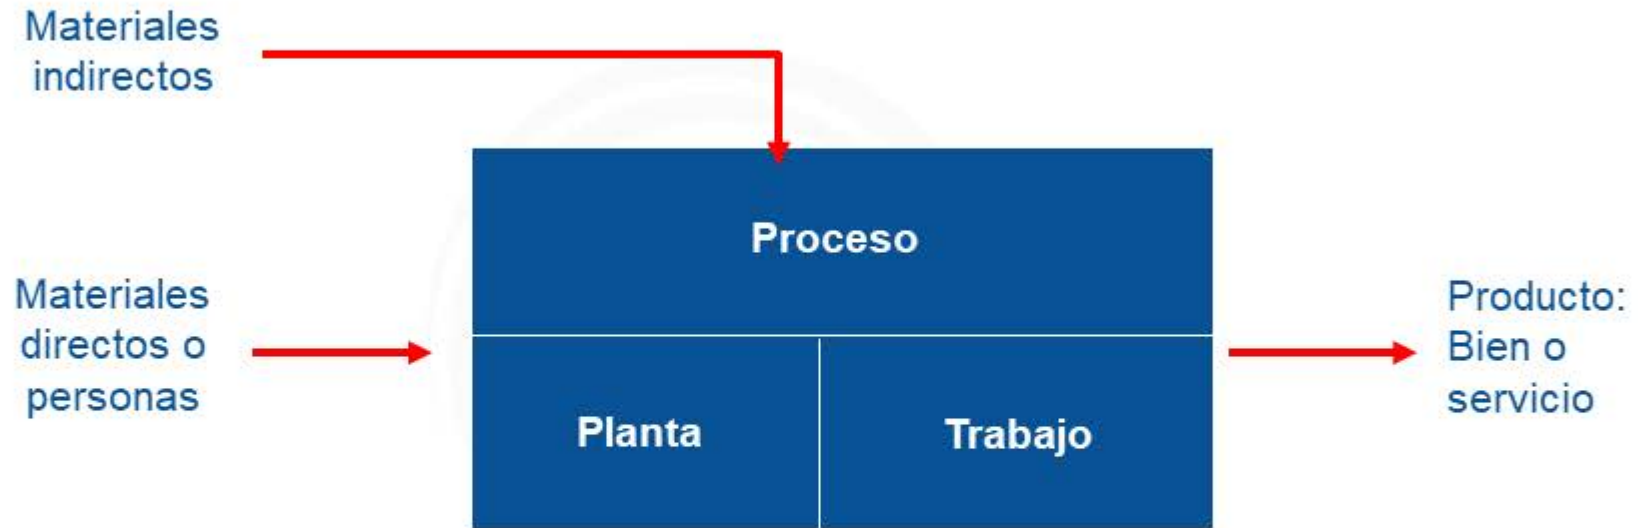 Materiales
indirectos
Proceso
Materiales
directos o
personas
Producto:
Bien o
servicio
Planta
Trabajo